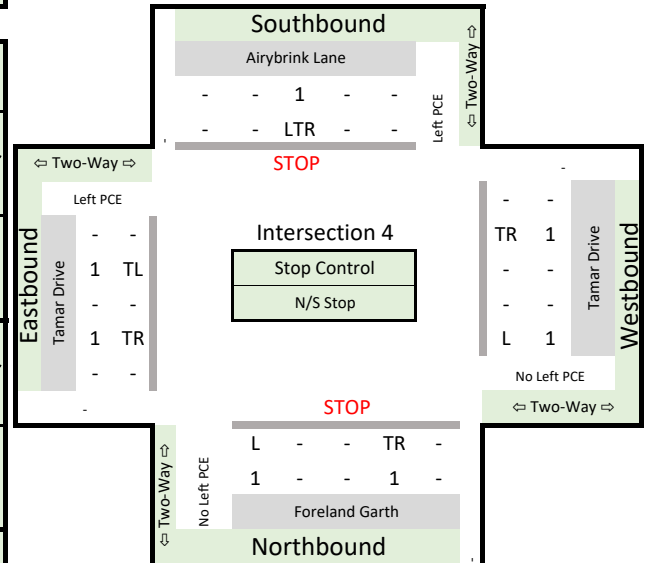 Southbound
Airybrink Lane
- - 1 - -
- - LTR - -
Left PCE
⇦ Two-Way ⇨
STOP
⇦ Two-Way ⇨
Left PCE
Eastbound
Tamar Drive
- -
1 TL
- -
1 TR
- -
-
Intersection 4
Stop Control
N/S Stop
-
- -
TR 1
- -
- -
L 1
Tamar Drive
Westbound
No Left PCE
⇦ Two-Way ⇨
STOP
L - - TR -
1 - - 1 -
Foreland Garth
Northbound
No Left PCE
⇦ Two-Way ⇨